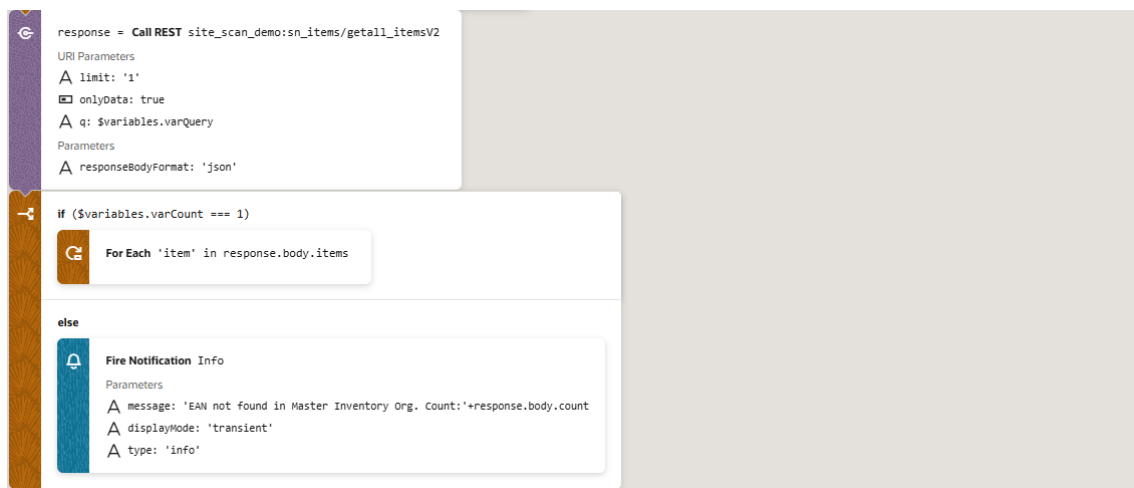 response = Call REST site_scan_demo:sn_items/getall_itemsV2
URI Parameters
A limit: '1'
onlyData: true
A q: $variables.varQuery
Parameters
A responseBodyFormat: 'json'
if ($variables.varCount === 1)
For Each 'item' in response.body.items
else
Fire Notification Info
Parameters
A message: 'EAN not found in Master Inventory Org. Count:'+response.body.count
A displayMode: 'transient'
A type: 'info'